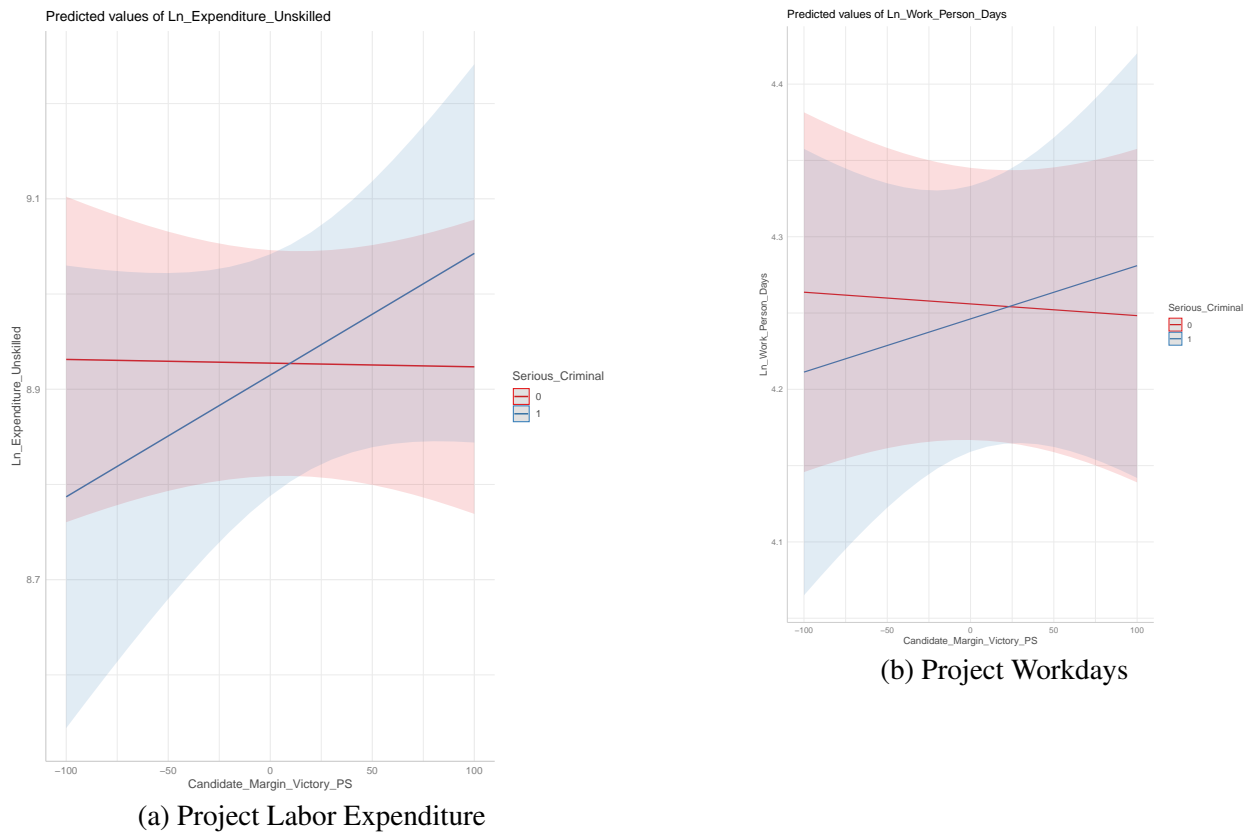 Predicted values of Ln_Expenditure_Unskilled
Ln_Expenditure_Unskilled
9.1
8.9
8.7
−100
−50
0
50
100
Candidate_Margin_Victory_PS
Serious_Criminal
0
1
(a) Project Labor Expenditure
Predicted values of Ln_Work_Person_Days
Ln_Work_Person_Days
4.4
4.3
4.2
4.1
−100
−50
0
50
100
Candidate_Margin_Victory_PS
Serious_Criminal
0
1
(b) Project Workdays